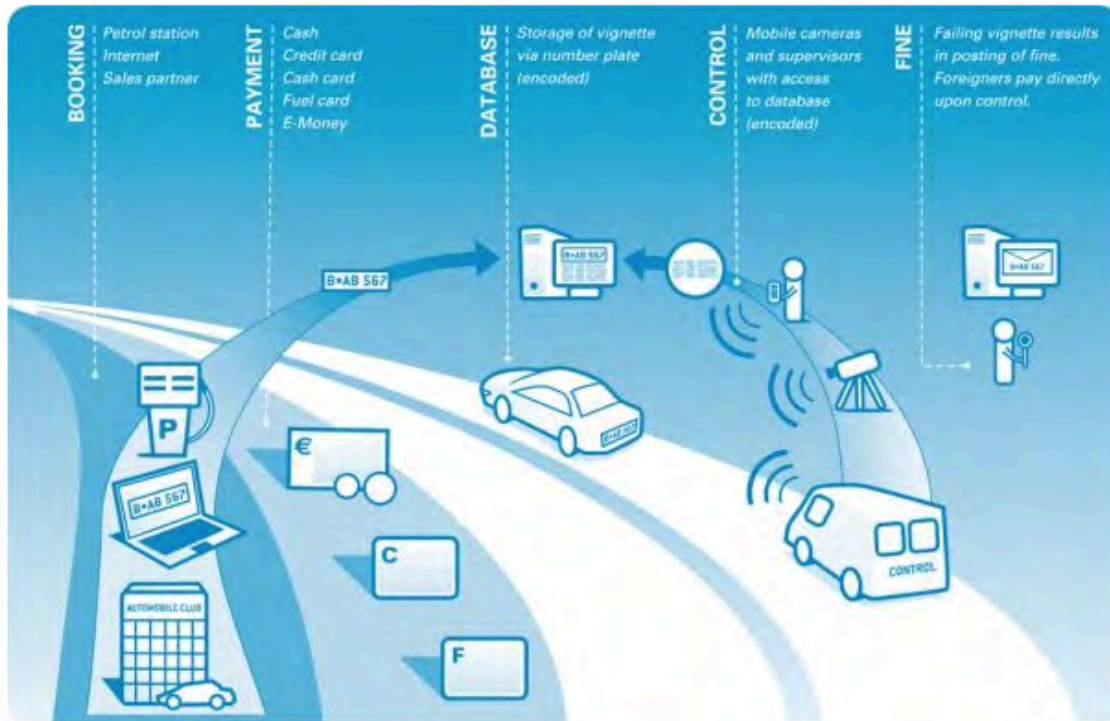 BOOKING
Petrol station
Internet
Sales partner
PAYMENT
Cash
Credit card
Cash card
Fuel card
E-Money
DATABASE
Storage of vignette
via number plate
(encoded)
CONTROL
Mobile cameras
and supervisors
with access
to database
(encoded)
FINE
Failing vignette results
in posting of fine.
Foreigners pay directly
upon control.
B•AB 567
B•AB 567
B•AB 567
P
€
B•AB 567
B•AB 567
C
CONTROL
AUTOMOBILE CLUB
F